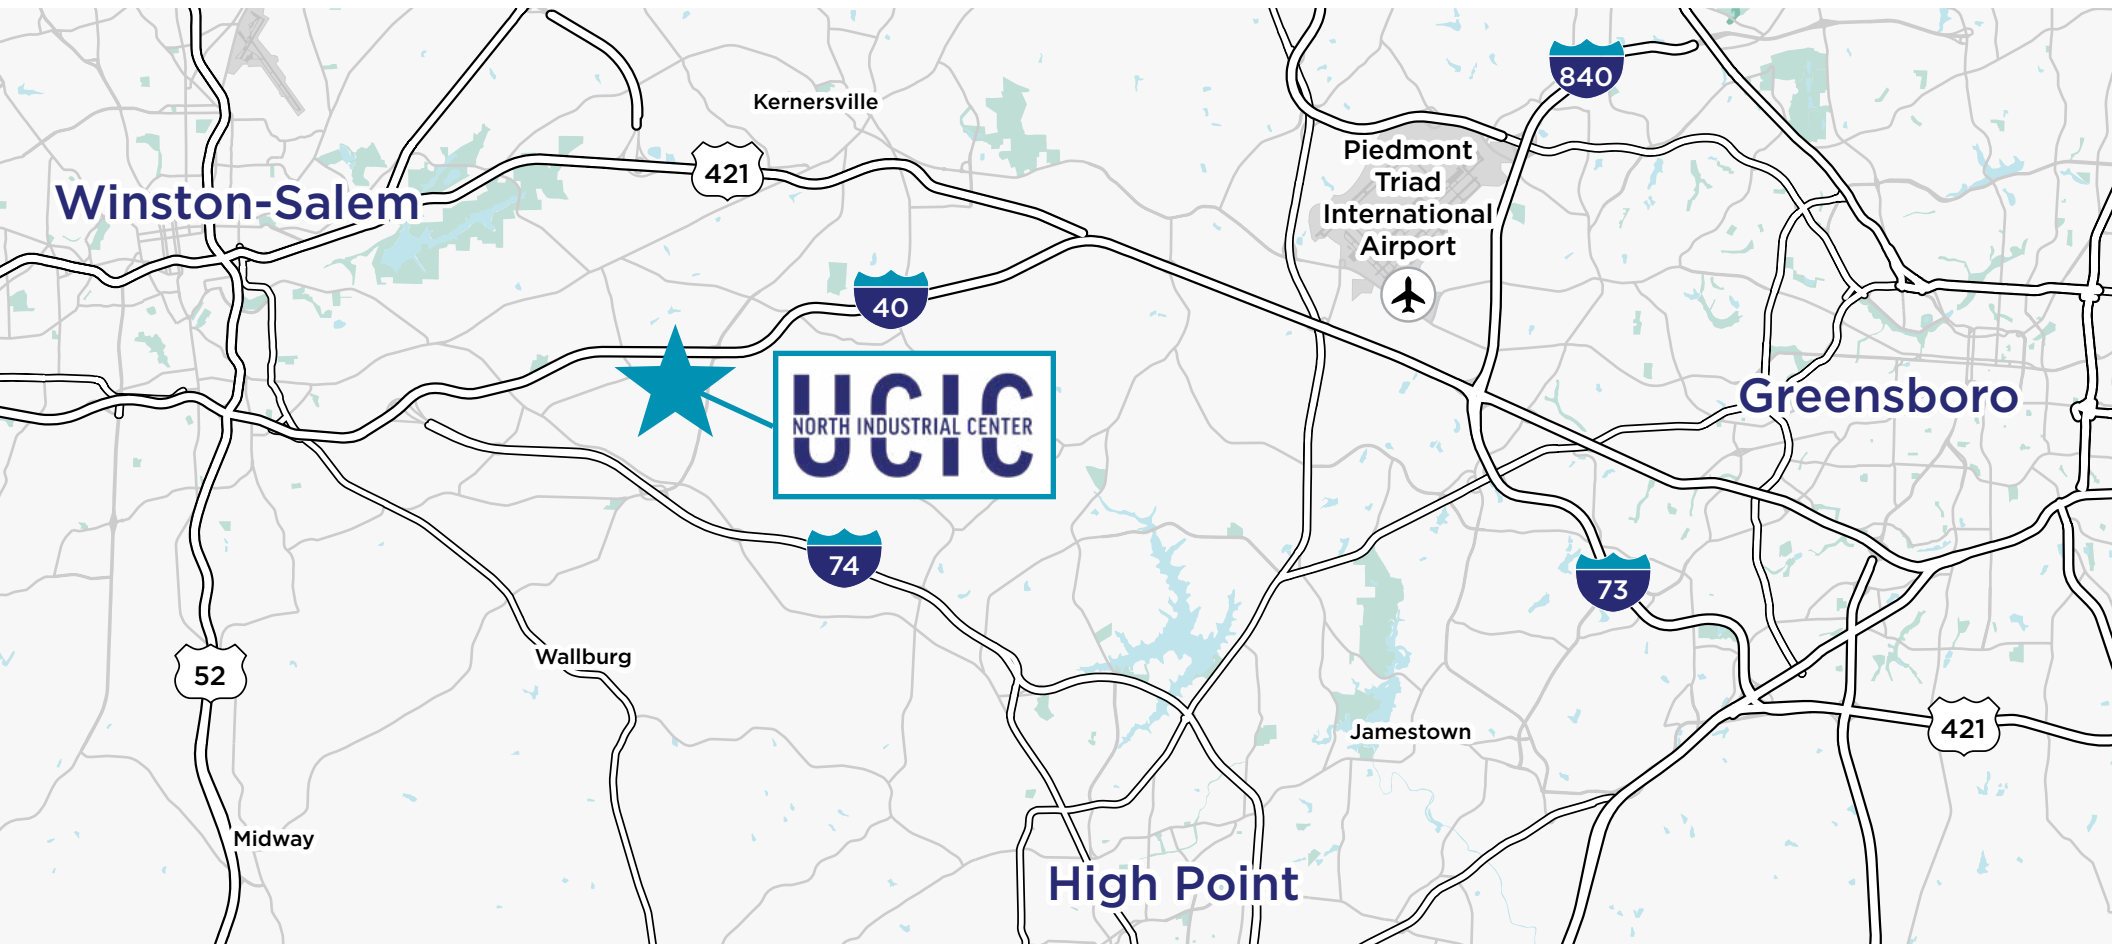 840
Kernersville
Piedmont
Triad
International
Airport
421
Winston-Salem
40
UCIC
NORTH INDUSTRIAL CENTER
Greensboro
74
73
Wallburg
52
421
Jamestown
Midway
High Point